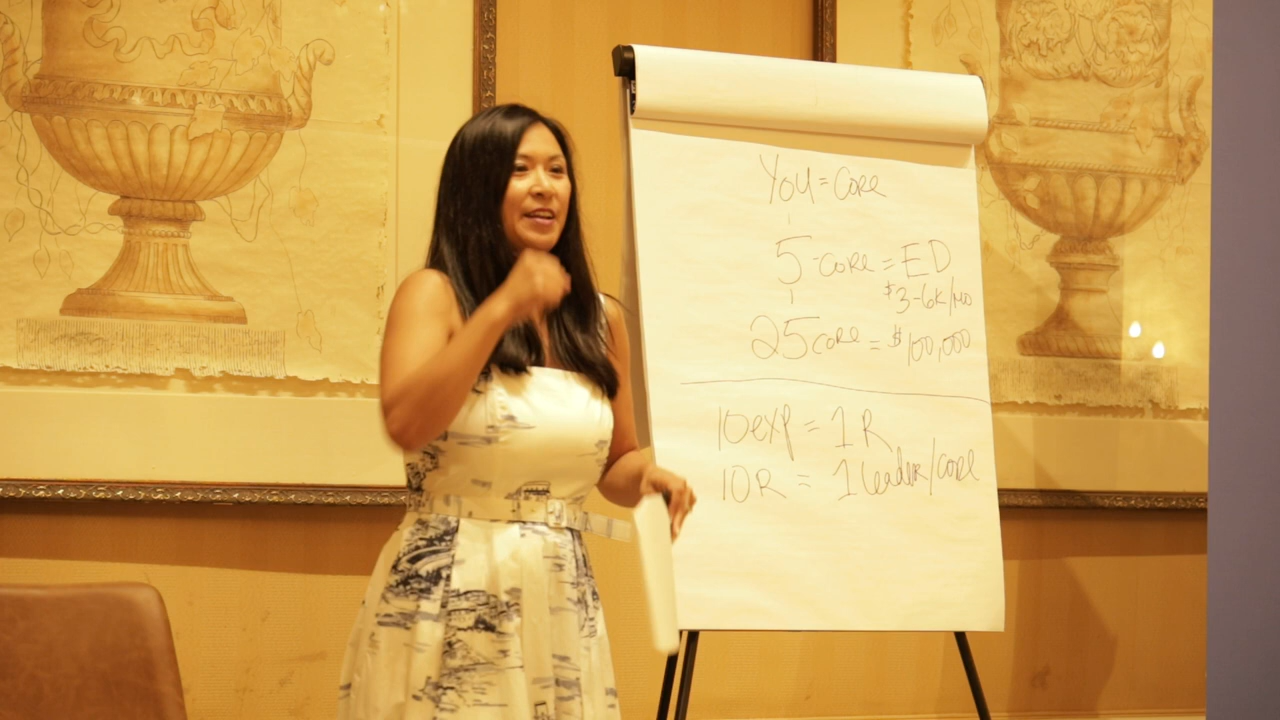 You = Core
5 - core = ED
$3-6k/mo
25 core = $100,000
10 exp = 1 R
10 R = 1 leader/core